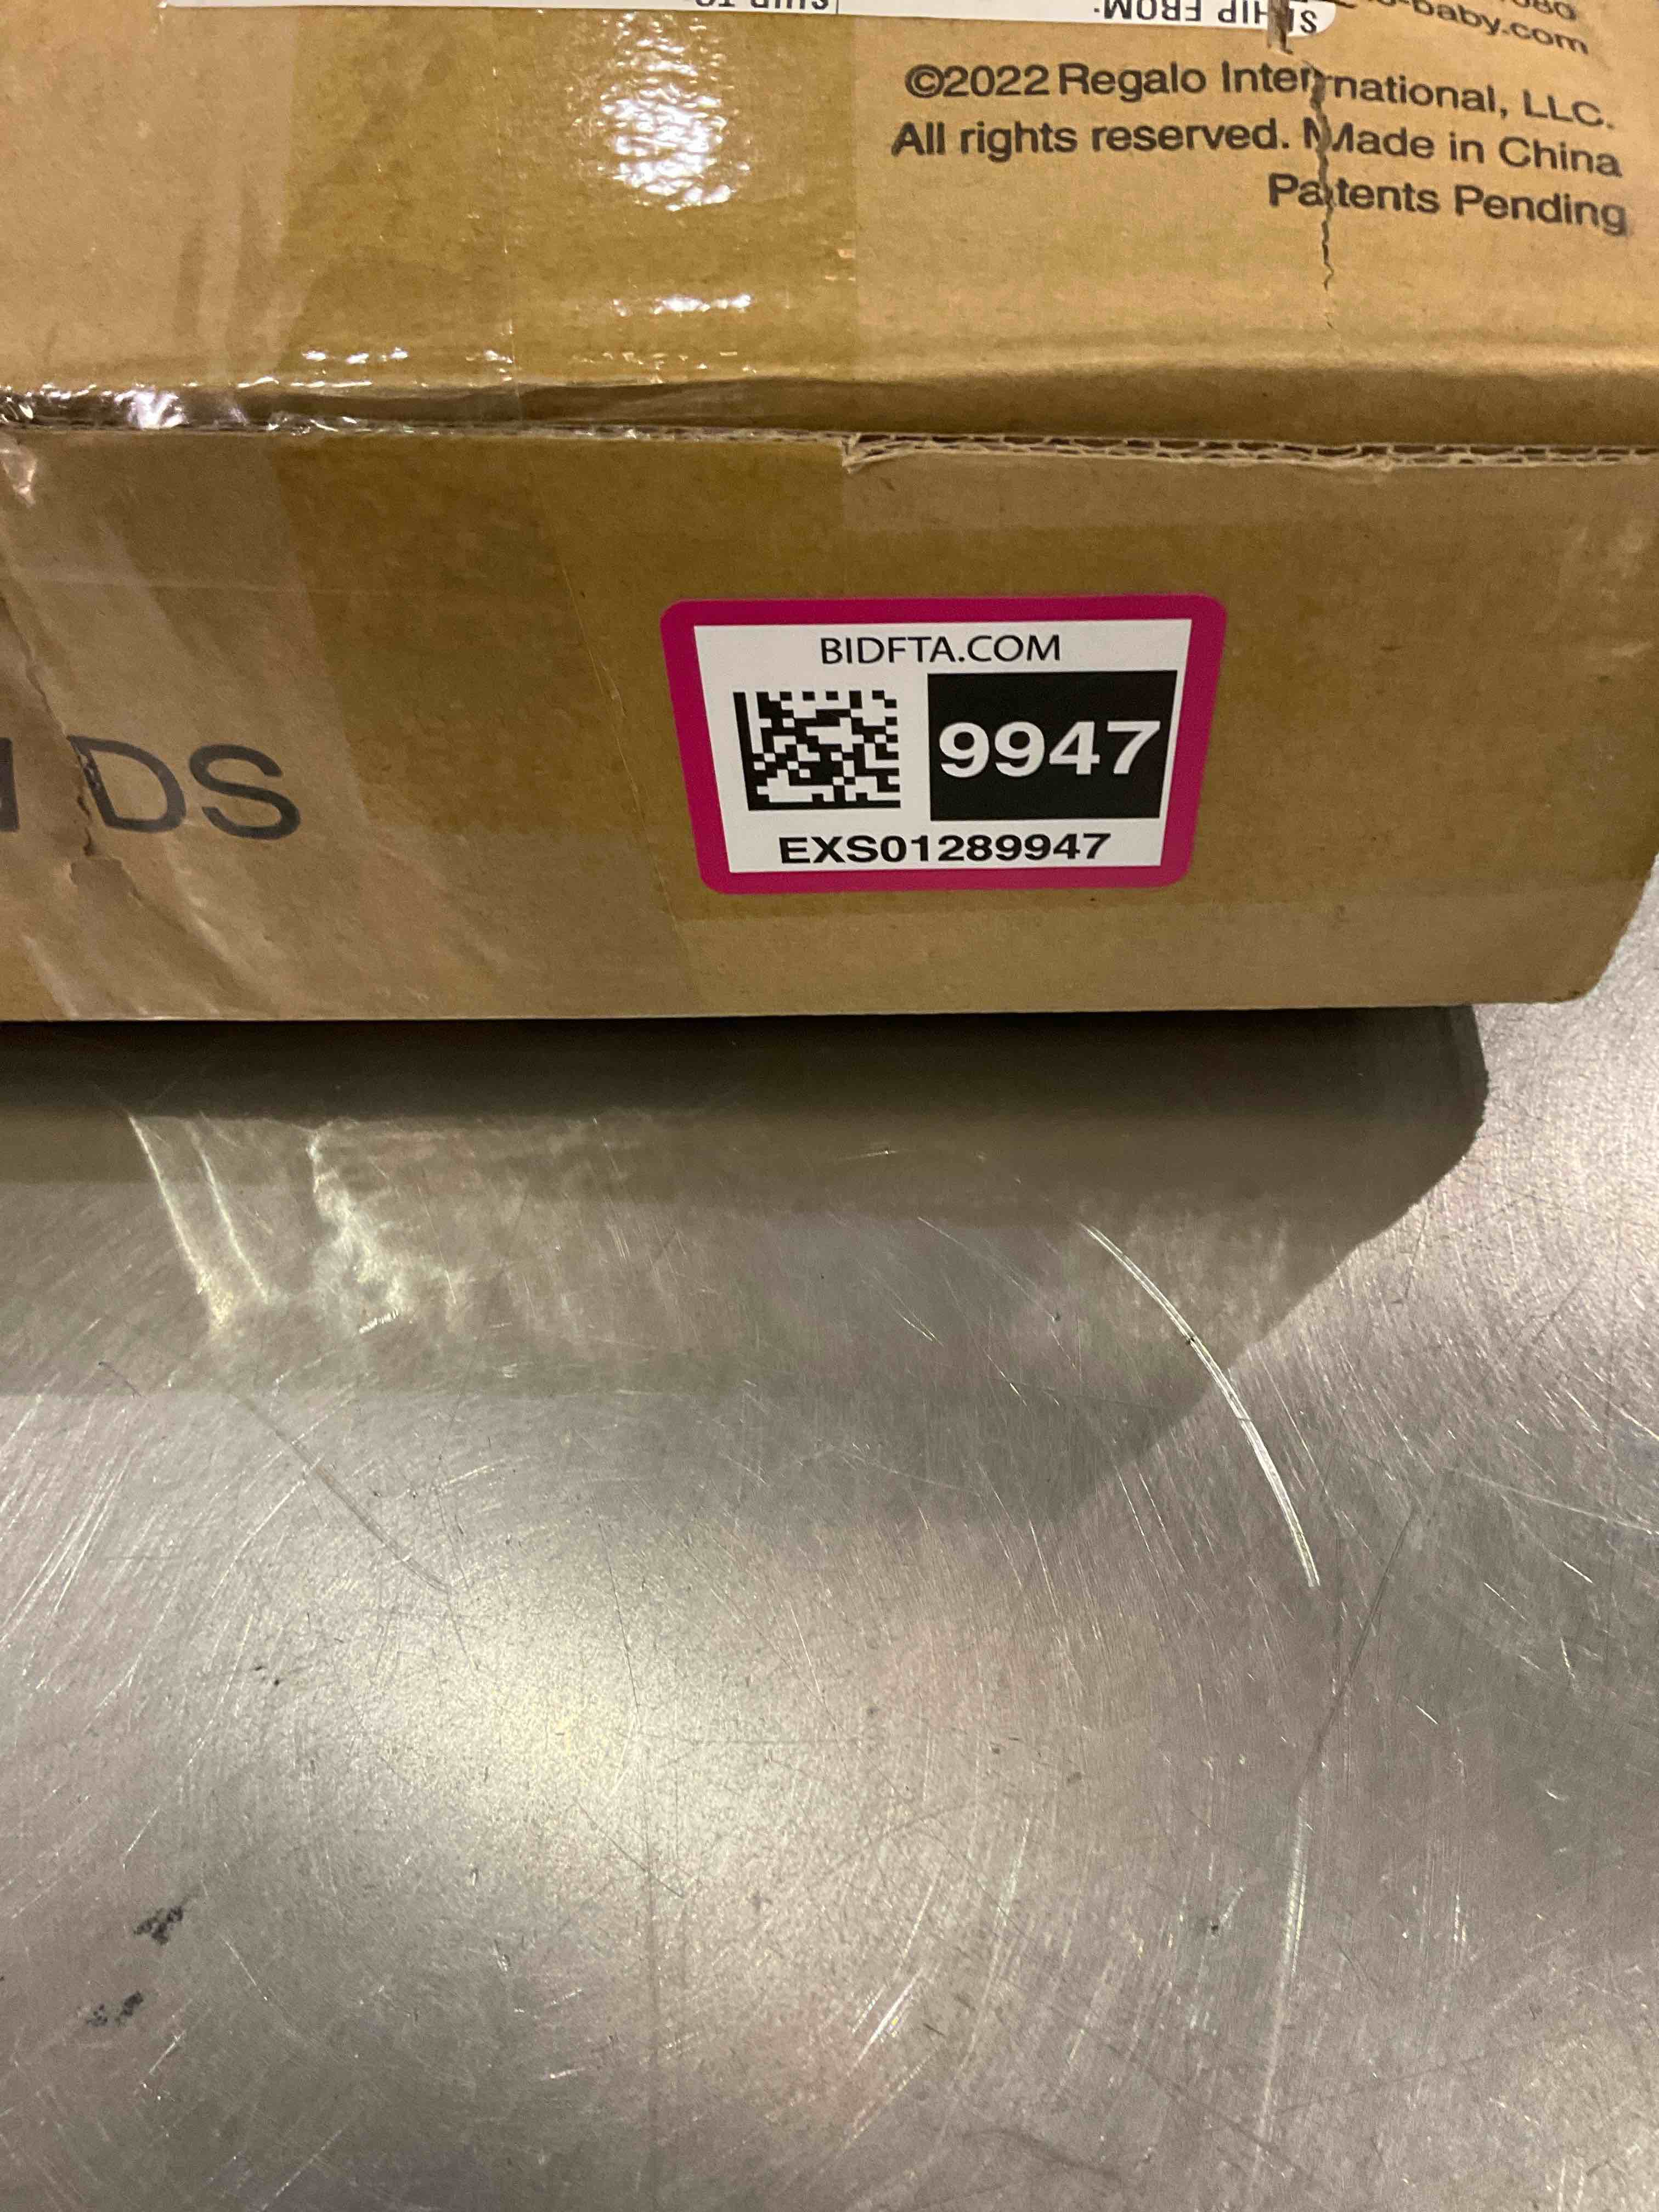 SHIP FROM:
baby.com
©2022 Regalo International, LLC.
All rights reserved. Made in China
Patents Pending
DS
BIDFTA.COM
9947
EXS01289947